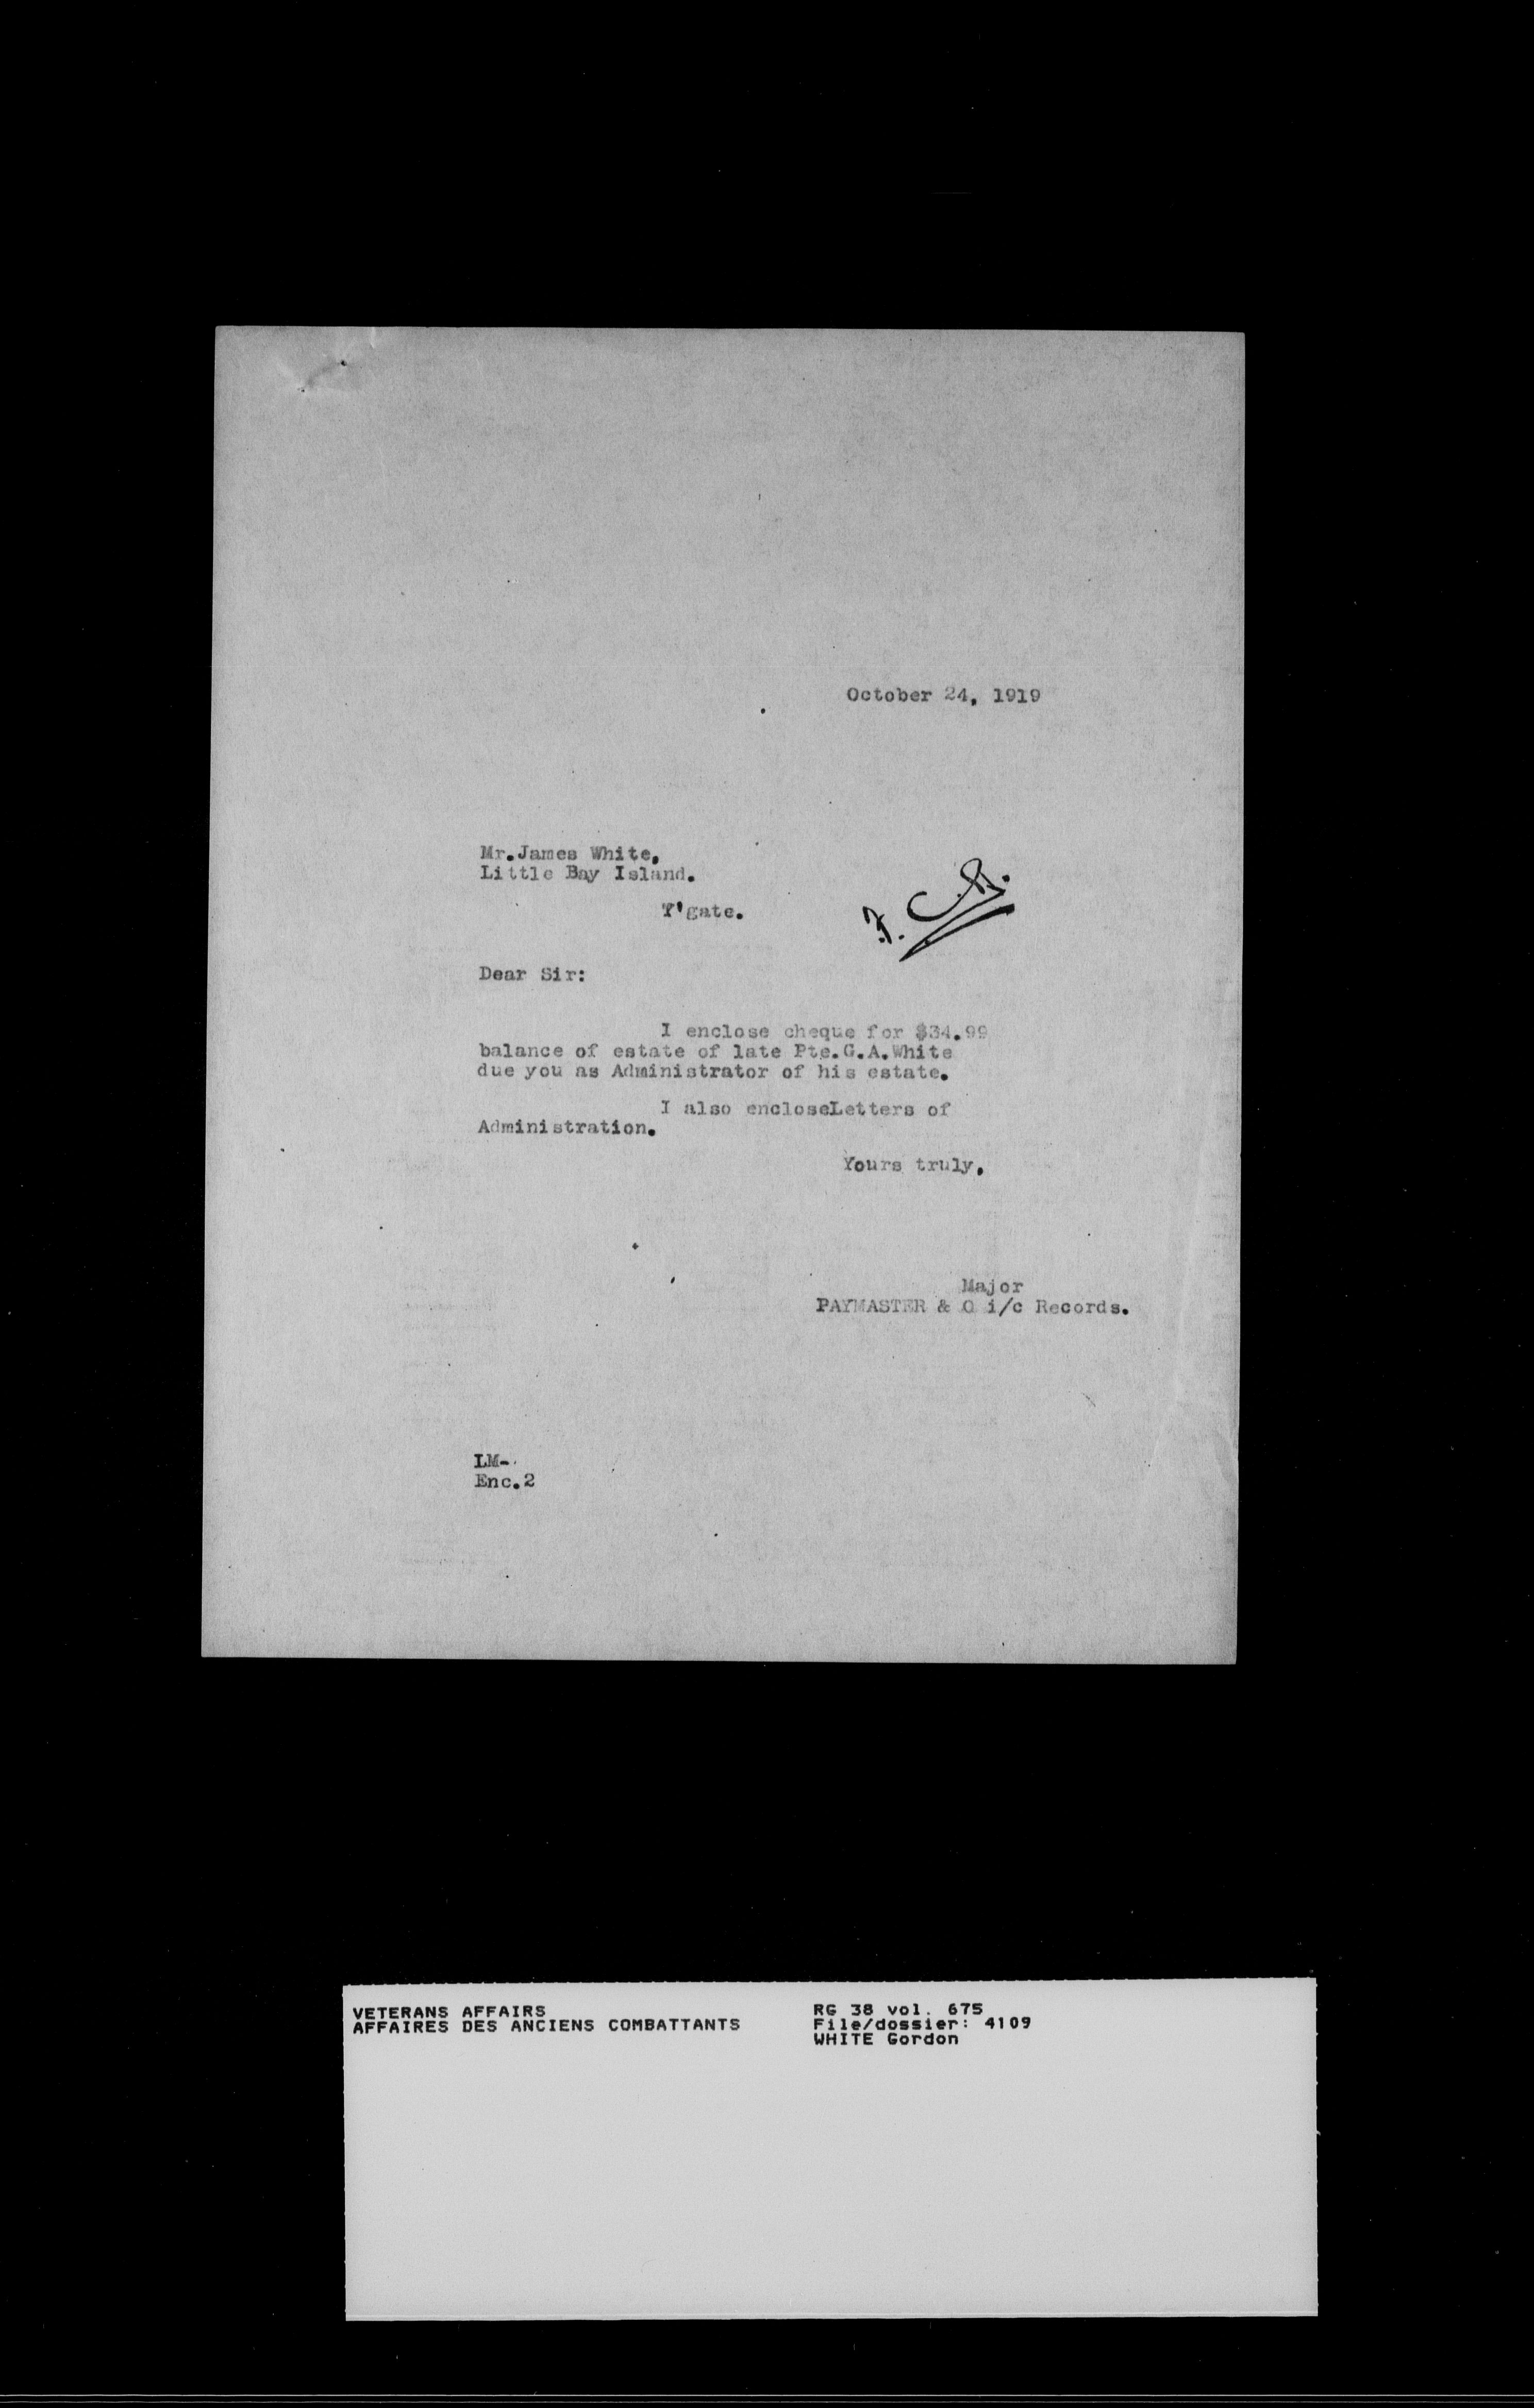 October 24, 1919
Mr.James White,
Little Bay Island.
T'gate.
Dear Sir:
I enclose cheque for $34.99
balance of estate of late Pte.G.A.White
due you as Administrator of his estate.
I also encloseLetters of
Administration.
Yours truly,
Major
PAYMASTER & O i/c Records.
LM-
Enc.2
VETERANS AFFAIRS
AFFAIRES DES ANCIENS COMBATTANTS
RG 38 vol. 675
File/dossier: 4109
WHITE Gordon